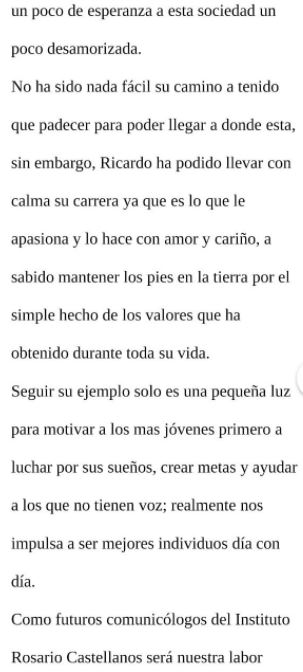 un poco de esperanza a esta sociedad un
poco desamorizada.
No ha sido nada fácil su camino a tenido
que padecer para poder llegar a donde esta,
sin embargo, Ricardo ha podido llevar con
calma su carrera ya que es lo que le
apasiona y lo hace con amor y cariño, a
sabido mantener los pies en la tierra por el
simple hecho de los valores que ha
obtenido durante toda su vida.
Seguir su ejemplo solo es una pequeña luz
para motivar a los mas jóvenes primero a
luchar por sus sueños, crear metas y ayudar
a los que no tienen voz; realmente nos
impulsa a ser mejores individuos día con
día.
Como futuros comunicólogos del Instituto
Rosario Castellanos será nuestra labor